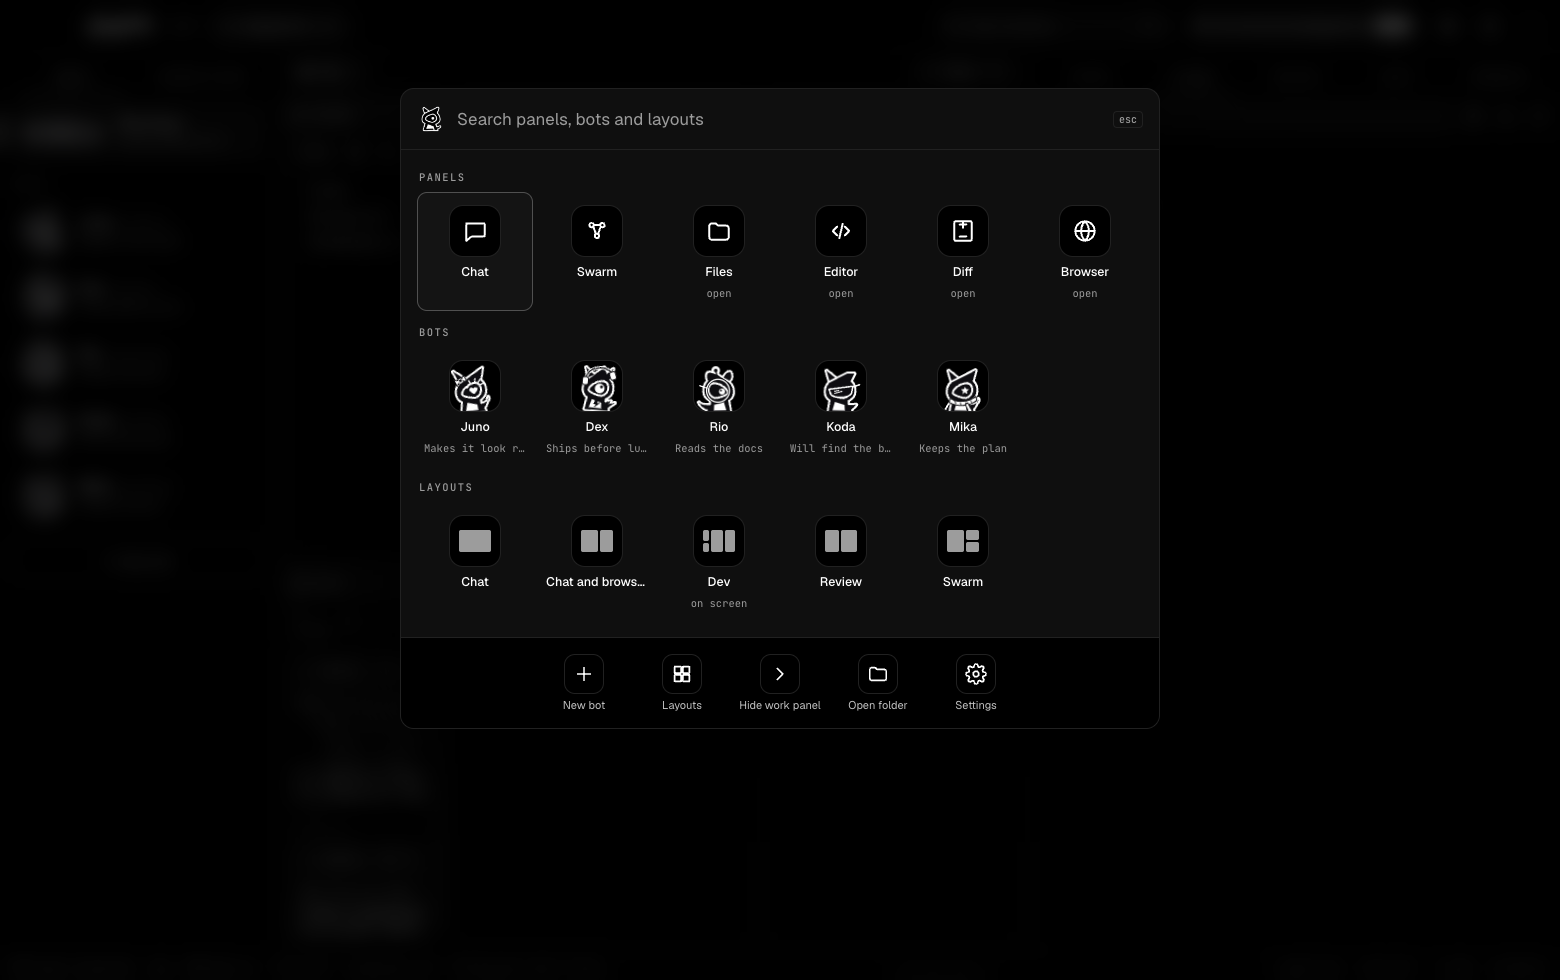 Search panels, bots and layouts
esc
PANELS
Chat
Swarm
Files
Editor
Diff
Browser
open
open
open
open
BOTS
Juno
Dex
Rio
Koda
Mika
Makes it look r…
Ships before lu…
Reads the docs
Will find the b…
Keeps the plan
LAYOUTS
Chat
Chat and brows…
Dev
Review
Swarm
on screen
New bot
Layouts
Hide work panel
Open folder
Settings